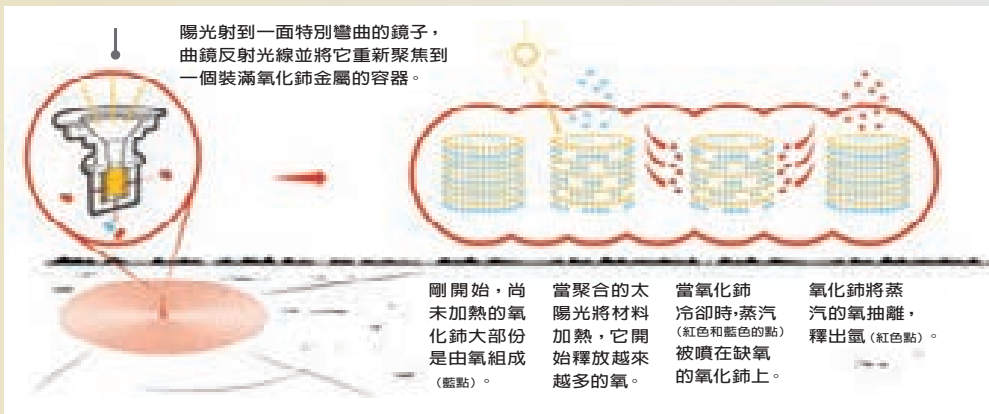 陽光射到一面特別彎曲的鏡子，
曲鏡反射光線並將它重新聚焦到
一個裝滿氧化鈰金屬的容器。
剛開始，尚
未加熱的氧
化鈰大部份
是由氧組成
（藍點）。
當聚合的太
陽光將材料
加熱，它開
始釋放越來
越多的氧。
當氧化鈰
冷卻時，蒸汽
（紅色和藍色的點）
被噴在缺氧
的氧化鈰上。
氧化鈰將蒸
汽的氧抽離，
釋出氫（紅色點）。